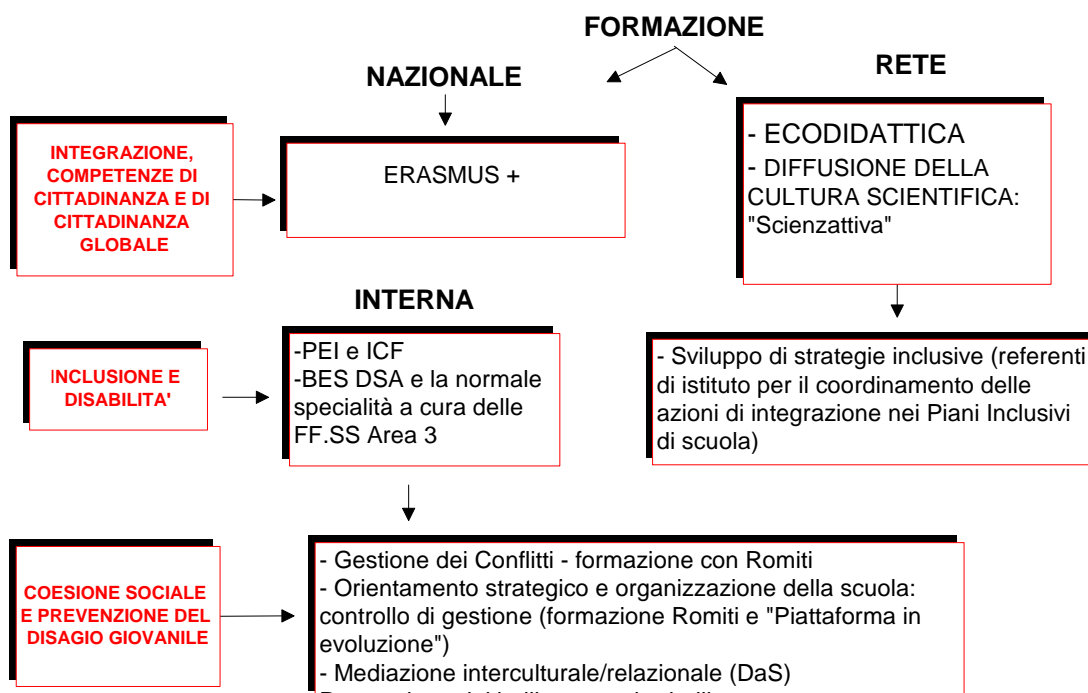 FORMAZIONE
NAZIONALE
RETE
INTEGRAZIONE,
COMPETENZE DI
CITTADINANZA E DI
CITTADINANZA
GLOBALE
ERASMUS +
- ECODIDATTICA
- DIFFUSIONE DELLA
CULTURA SCIENTIFICA:
"Scienzattiva"
INTERNA
INCLUSIONE E
DISABILITA'
-PEI e ICF
-BES DSA e la normale
specialità a cura delle
FF.SS Area 3
- Sviluppo di strategie inclusive (referenti
di istituto per il coordinamento delle
azioni di integrazione nei Piani Inclusivi
di scuola)
COESIONE SOCIALE
E PREVENZIONE DEL
DISAGIO GIOVANILE
- Gestione dei Conflitti - formazione con Romiti
- Orientamento strategico e organizzazione della scuola:
controllo di gestione (formazione Romiti e "Piattaforma in
evoluzione")
- Mediazione interculturale/relazionale (DaS)